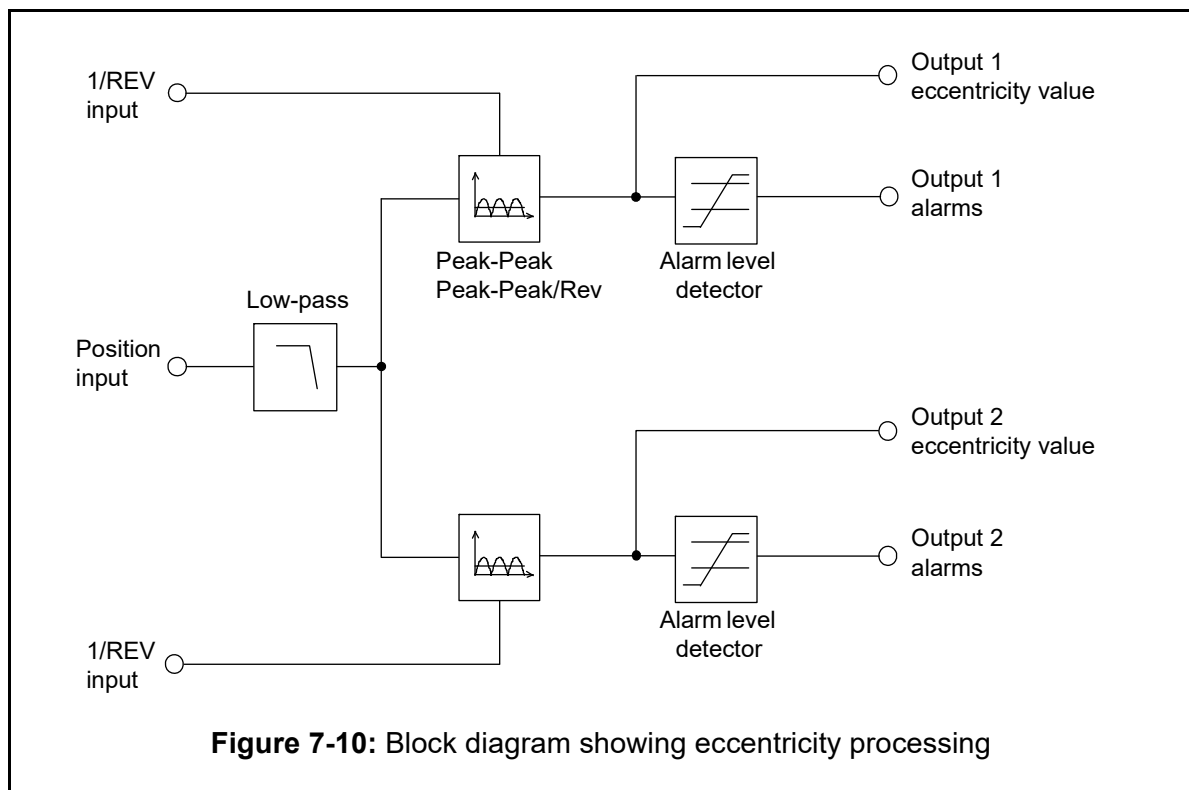 1/REV
input
Output 1
eccentricity value
Output 1
alarms
Peak-Peak
Peak-Peak/Rev
Alarm level
detector
Low-pass
Position
input
Output 2
eccentricity value
Output 2
alarms
Alarm level
detector
1/REV
input
Figure 7-10: Block diagram showing eccentricity processing